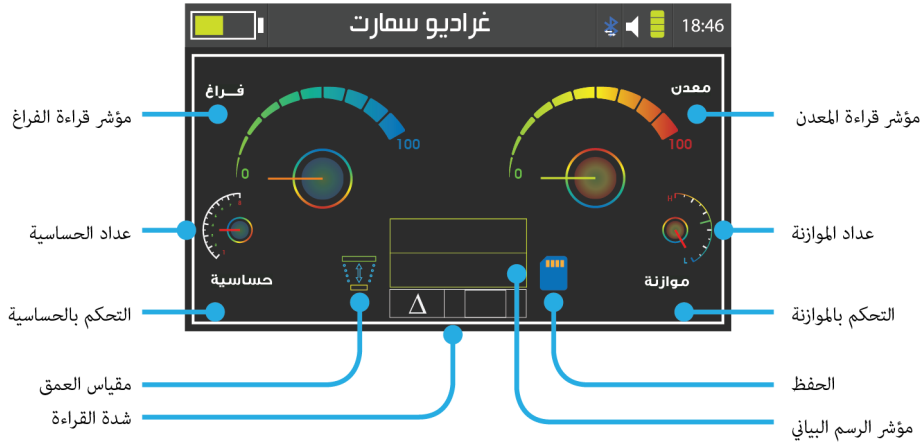 غراديو سمارت
18:46
معدن
فـــراغ
مؤشر قراءة المعدن
مؤشر قراءة الفراغ
100
100
0
0
عداد الموازنة
عداد الحساسية
H
موازنة
حساسية
Δ
التحكم بالموازنة
التحكم بالحساسية
الحفظ
مقياس العمق
مؤشر الرسم البياني
شدة القراءة